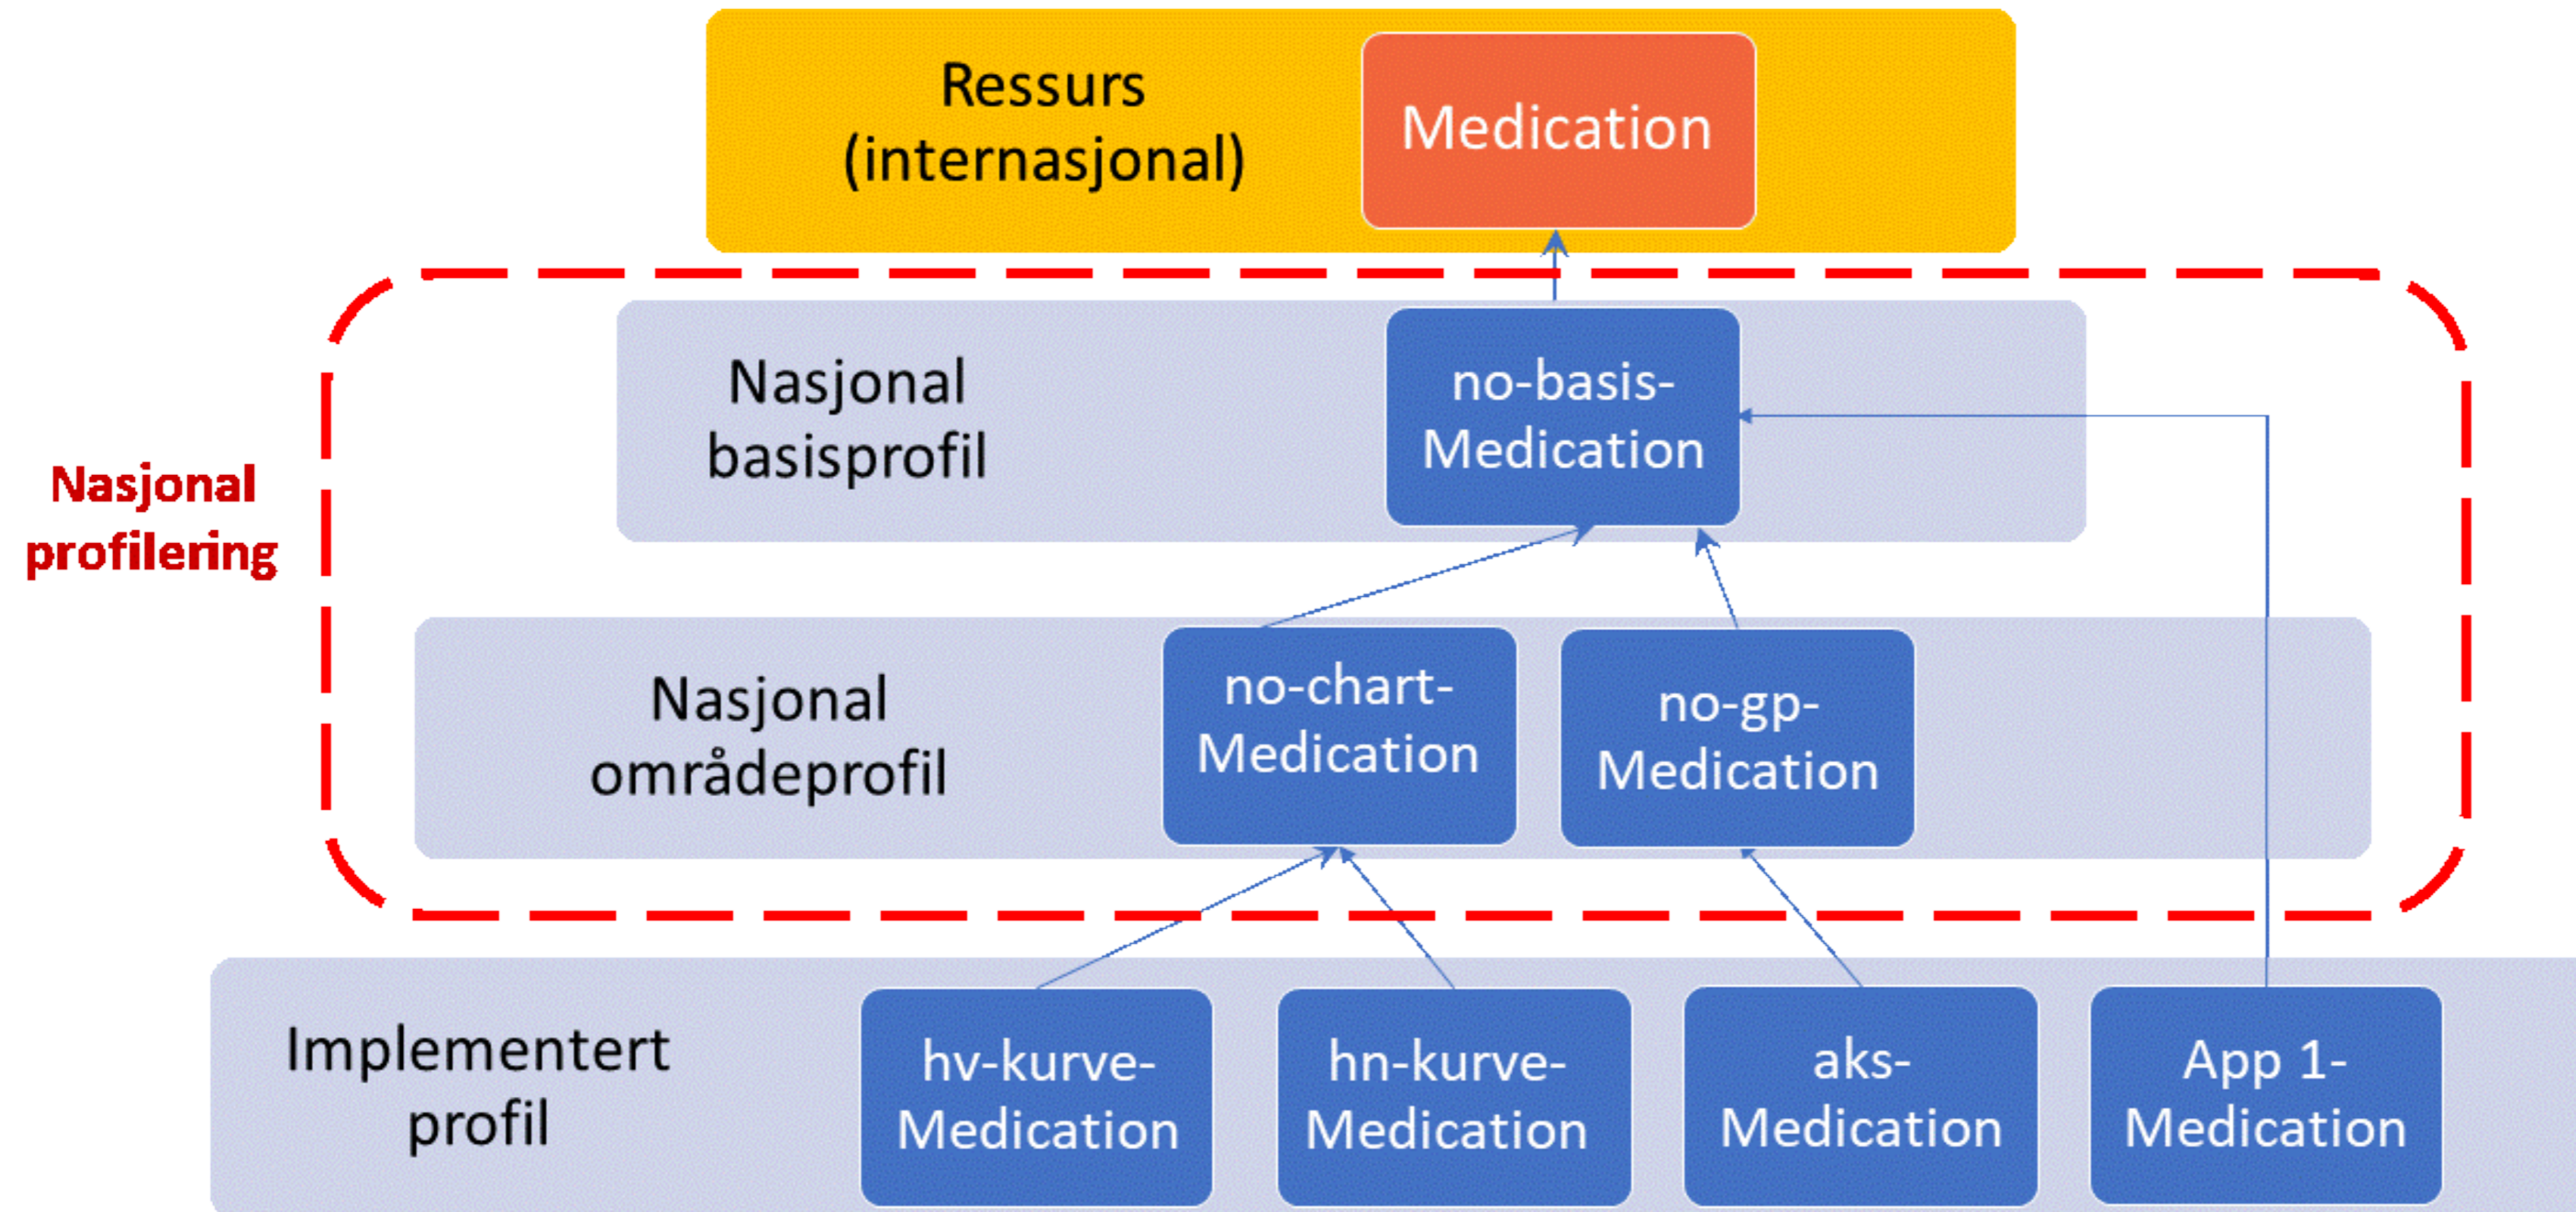 Ressurs
(internasjonal)
Medication
Nasjonal
profilering
Nasjonal
basisprofil
no-basis-
Medication
Nasjonal
områdeprofil
no-chart-
Medication
no-gp-
Medication
Implementert
profil
hv-kurve-
Medication
hn-kurve-
Medication
aks-
Medication
App 1-
Medication